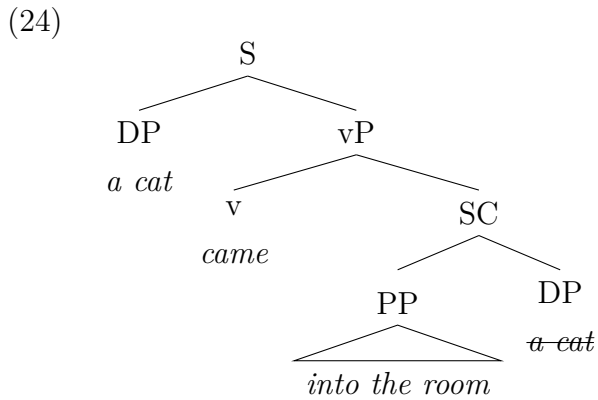 (24)
S
DP vP
a cat v SC
came PP DP
into the room a cat